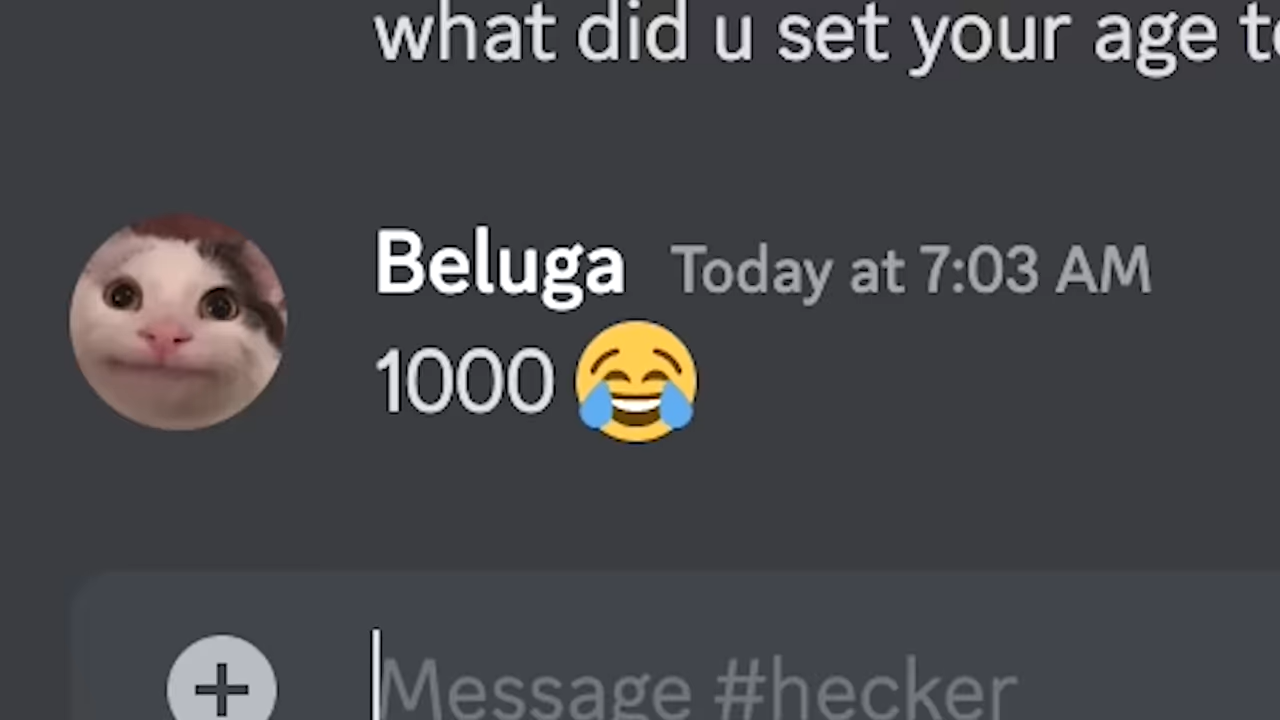 what did u set your age
Beluga Today at 7:03 AM
1000 😂
Message #hecker